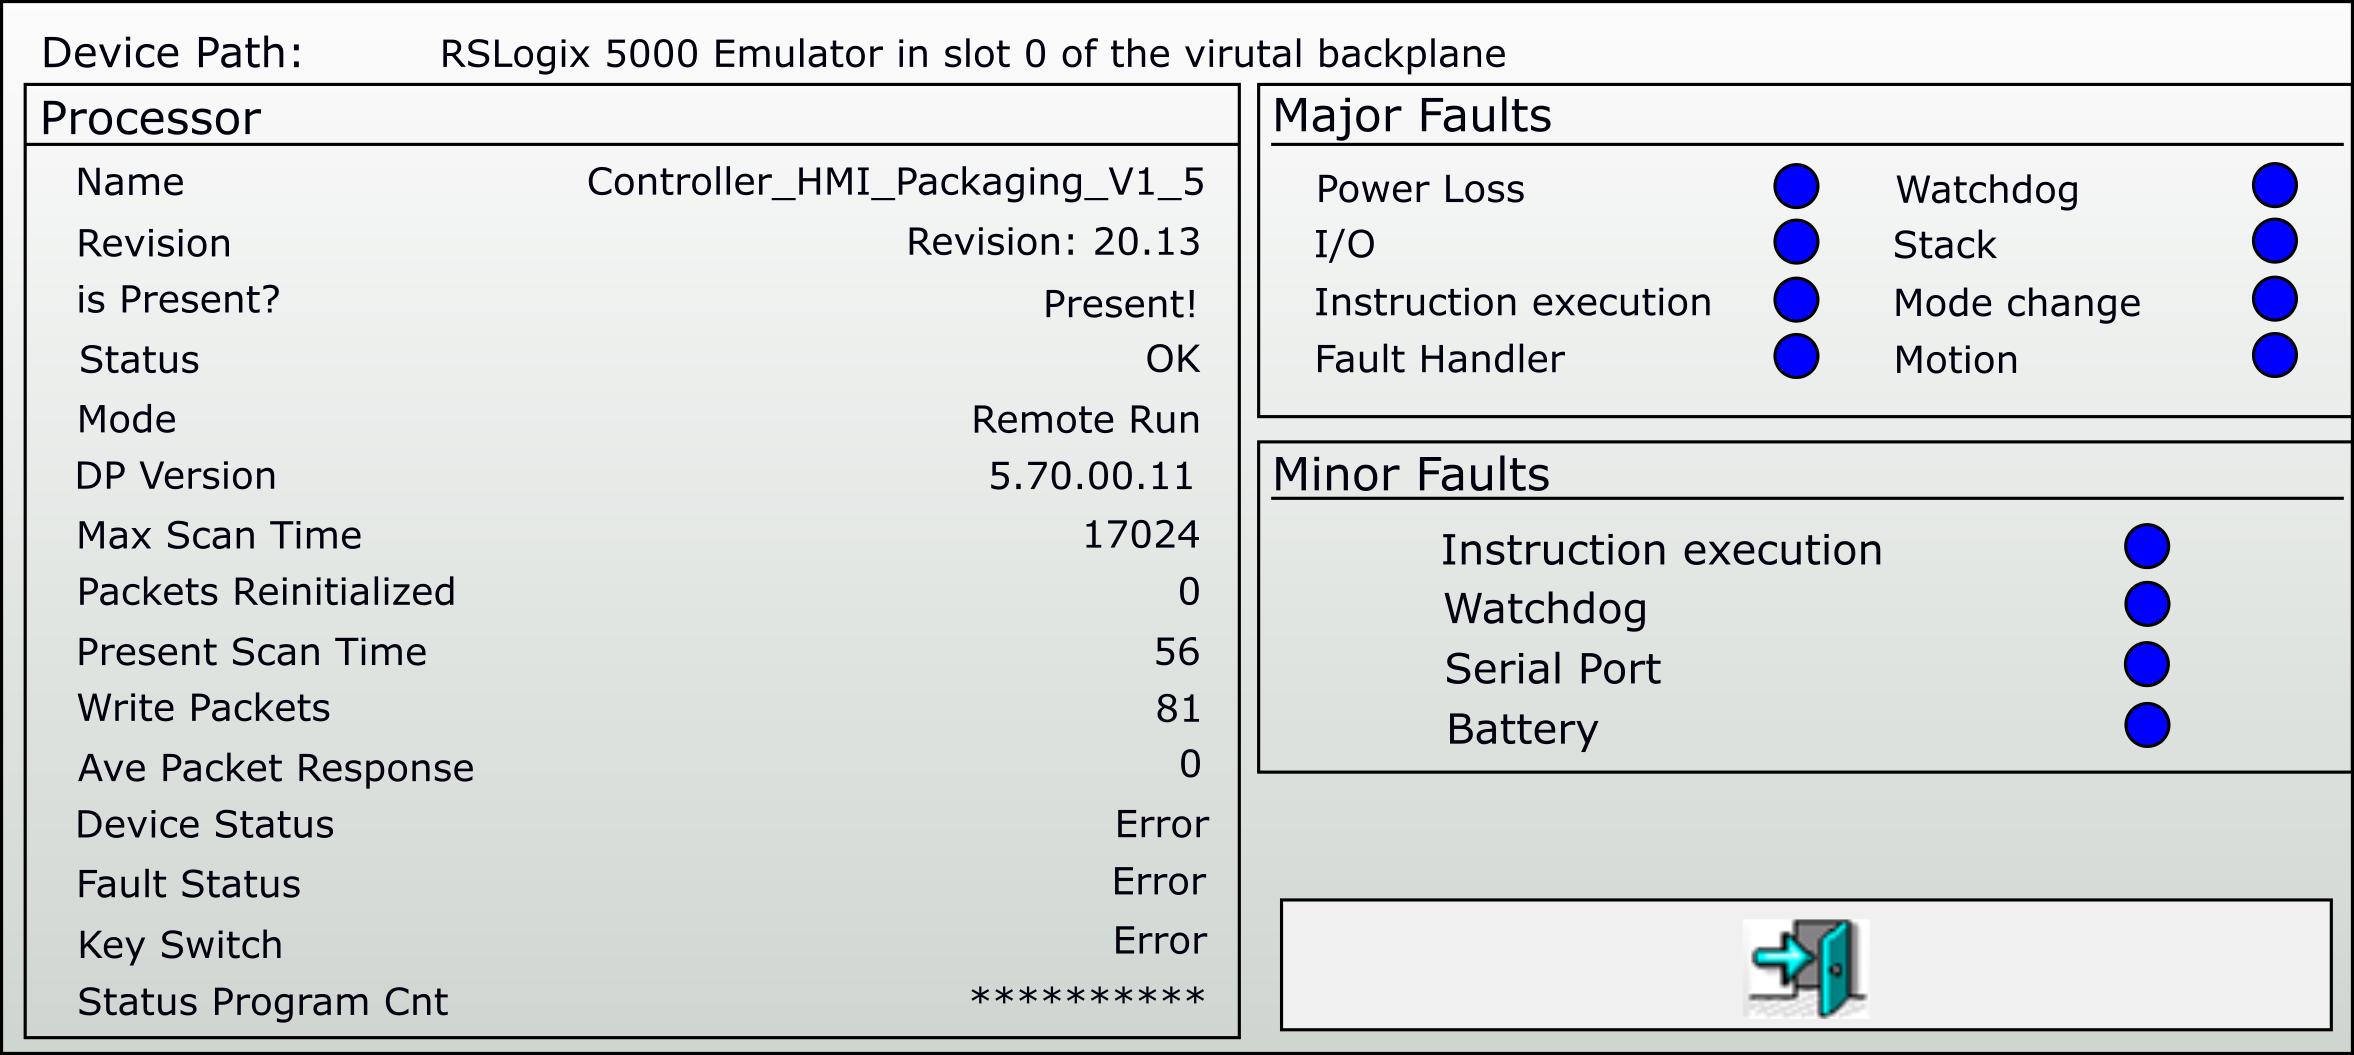 Device Path: RSLogix 5000 Emulator in slot 0 of the virutal backplane
Processor
Name Controller_HMI_Packaging_V1_5
Revision Revision: 20.13
is Present? Present!
Status OK
Mode Remote Run
DP Version 5.70.00.11
Max Scan Time 17024
Packets Reinitialized 0
Present Scan Time 56
Write Packets 81
Ave Packet Response 0
Device Status Error
Fault Status Error
Key Switch Error
Status Program Cnt **********
Major Faults
Power Loss Watchdog
I/O Stack
Instruction execution Mode change
Fault Handler Motion
Minor Faults
Instruction execution
Watchdog
Serial Port
Battery